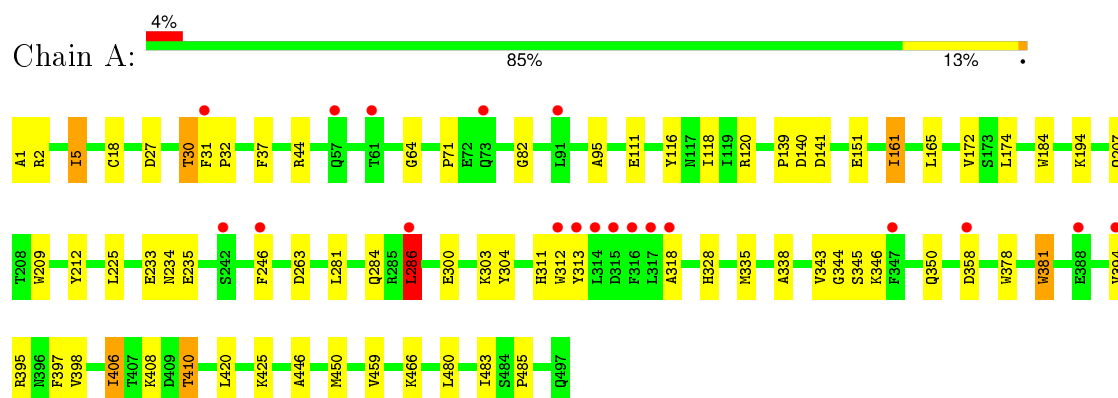 4%
Chain A:
85% 13% •
A1 R2 I5 C18 D27 T30 F31 P32 F37 R44 Q57 T61 G64 P71 E72 Q73 G82 L91 A95 E111 Y116 N117 I118 I119 R120 P139 D140 D141 E151 I161 L165 V172 S173 L174 W184 K194
T208 W209 Y212 L225 E233 N234 E235 S242 F246 D263 L281 Q284 R285 L286 E300 K303 Y304 H311 W312 Y313 L314 D315 F316 L317 A318 H328 M335 A338 V343 G344 S345 K346 F347 Q350 D358 W378 W381 E388
R395 N396 F397 V398 I406 T407 K408 D409 T410 L420 K425 A446 M450 V459 K466 L480 I483 S484 P485 Q497